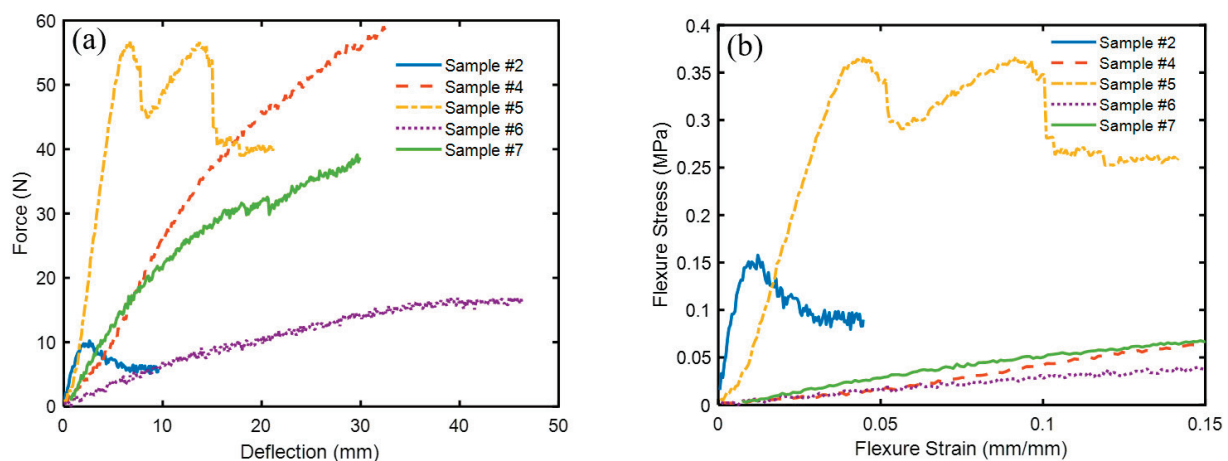 (a)
60
50
40
30
20
10
0
Force (N)
0 10 20 30 40 50
Deflection (mm)
Sample #2
Sample #4
Sample #5
Sample #6
Sample #7
(b)
0.4
0.35
0.3
0.25
0.2
0.15
0.1
0.05
0
Flexure Stress (MPa)
0 0.05 0.1 0.15
Flexure Strain (mm/mm)
Sample #2
Sample #4
Sample #5
Sample #6
Sample #7